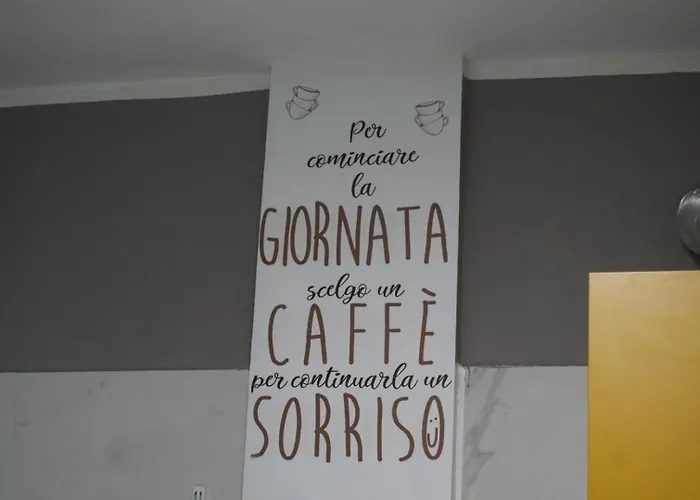 Per
cominciare
la
GIORNATA
scelgo un
CAFFÈ
per continuarla un
SORRISO